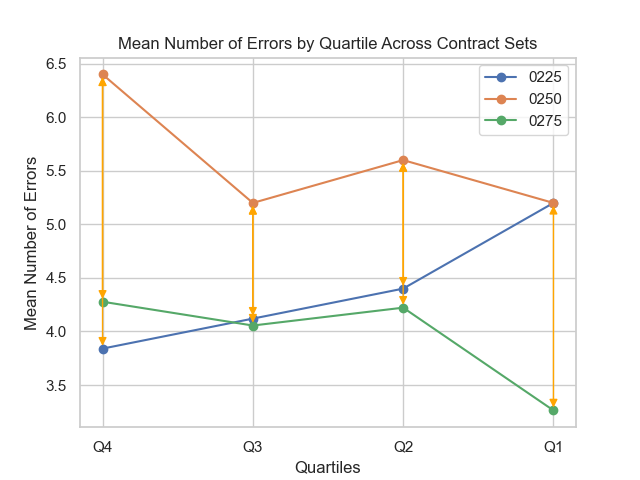 Mean Number of Errors by Quartile Across Contract Sets
6.5
6.0
5.5
5.0
4.5
4.0
3.5
Mean Number of Errors
0225
0250
0275
Q4 Q3 Q2 Q1
Quartiles